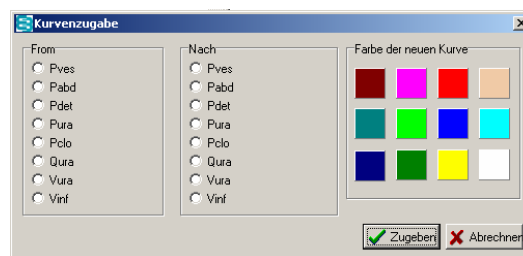 Kurvenzugabe
From
Pves
Pabd
Pdet
Pura
Pclo
Qura
Vura
Vinf
Nach
Pves
Pabd
Pdet
Pura
Pclo
Qura
Vura
Vinf
Farbe der neuen Kurve
Zugeben
Abrechnen